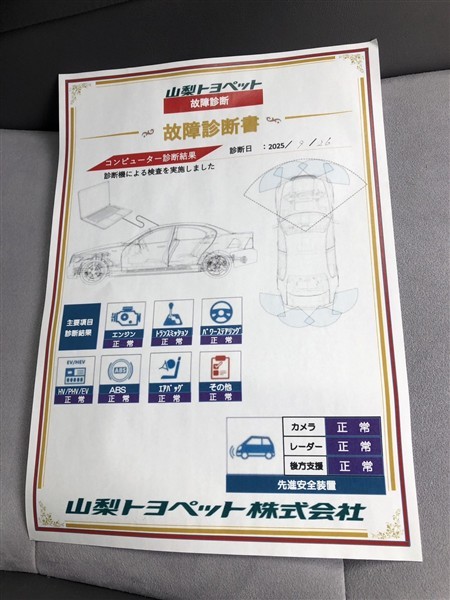 山梨トヨペット
故障診断
故障診断書
コンピューター診断結果
診断日 :2025/9/26
診断機による検査を実施しました
主要項目
診断結果
エンジン
正 常
トランスミッション
正 常
パワーステアリング
正 常
EV/HEV
HV/PHV/EV
正 常
ABS
ABS
正 常
エアバッグ
正 常
その他
正 常
カメラ 正 常
レーダー 正 常
後方支援 正 常
先進安全装置
山梨トヨペット株式会社